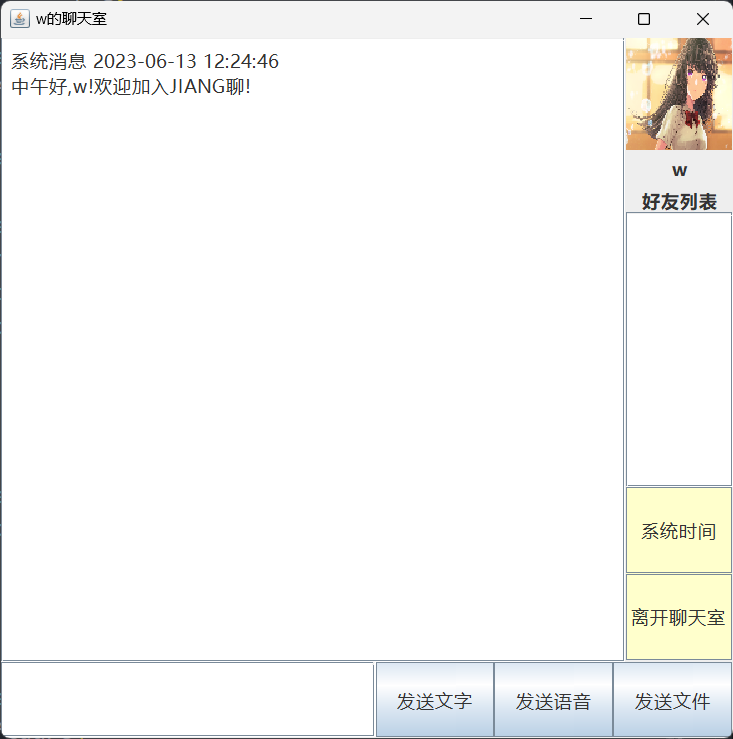 w的聊天室
系统消息 2023-06-13 12:24:46
中午好,w!欢迎加入JIANG聊!
w
好友列表
系统时间
离开聊天室
发送文字
发送语音
发送文件